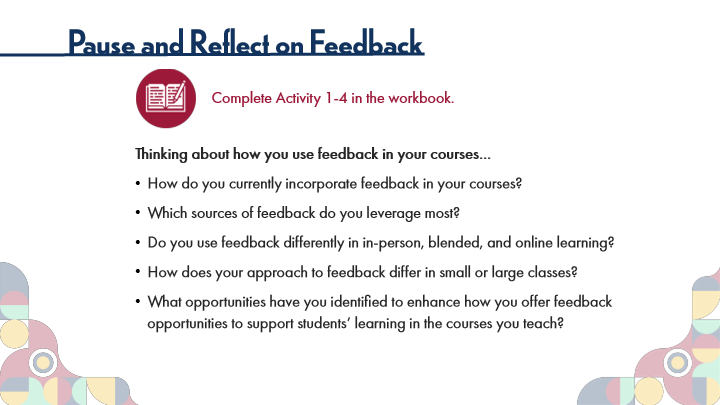 Pause and Reflect on Feedback
Complete Activity 1-4 in the workbook.
Thinking about how you use feedback in your courses...
• How do you currently incorporate feedback in your courses?
• Which sources of feedback do you leverage most?
• Do you use feedback differently in in-person, blended, and online learning?
• How does your approach to feedback differ in small or large classes?
• What opportunities have you identified to enhance how you offer feedback
opportunities to support students’ learning in the courses you teach?